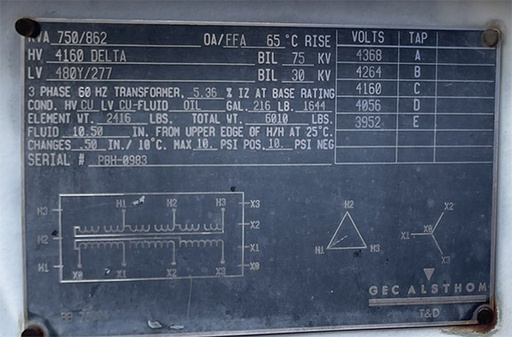 KVA 750/862 OA/FFA 65 °C RISE
HV 4160 DELTA BIL 75 KV
LV 480Y/277 BIL 30 KV
3 PHASE 60 HZ TRANSFORMER, 5.36 % IZ AT BASE RATING
COND. HV CU LV CU-FLUID OIL GAL. 216 LB. 1644
ELEMENT WT. 2416 LBS. TOTAL WT. 6010 LBS.
FLUID 10.50 IN. FROM UPPER EDGE OF H/H AT 25°C.
CHANGES .50 IN./ 10°C. MAX 10. PSI POS. 10. PSI NEG
SERIAL # PBH-0983
VOLTS TAP
4368 A
4264 B
4160 C
4056 D
3952 E
H1 H2 H3 X3
H3
X2
H2 X1
H1 X0 X1 X2 X3 X0
H2
H1 H3
X2
X1 X0
X3
GEC ALSTHOM
T&D